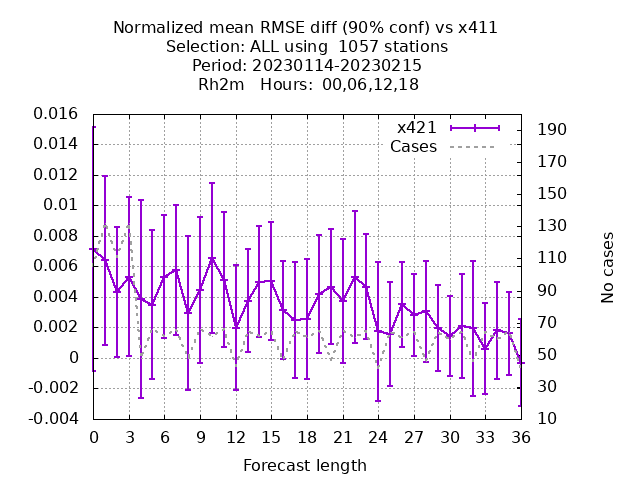 Normalized mean RMSE diff (90% conf) vs x411
Selection: ALL using  1057 stations
Period: 20230114-20230215
Rh2m   Hours:  00,06,12,18
x421
Cases
0.016
0.014
0.012
0.01
0.008
0.006
0.004
0.002
0
-0.002
-0.004
190
170
150
130
110
90
70
50
30
10
No cases
0 3 6 9 12 15 18 21 24 27 30 33 36
Forecast length